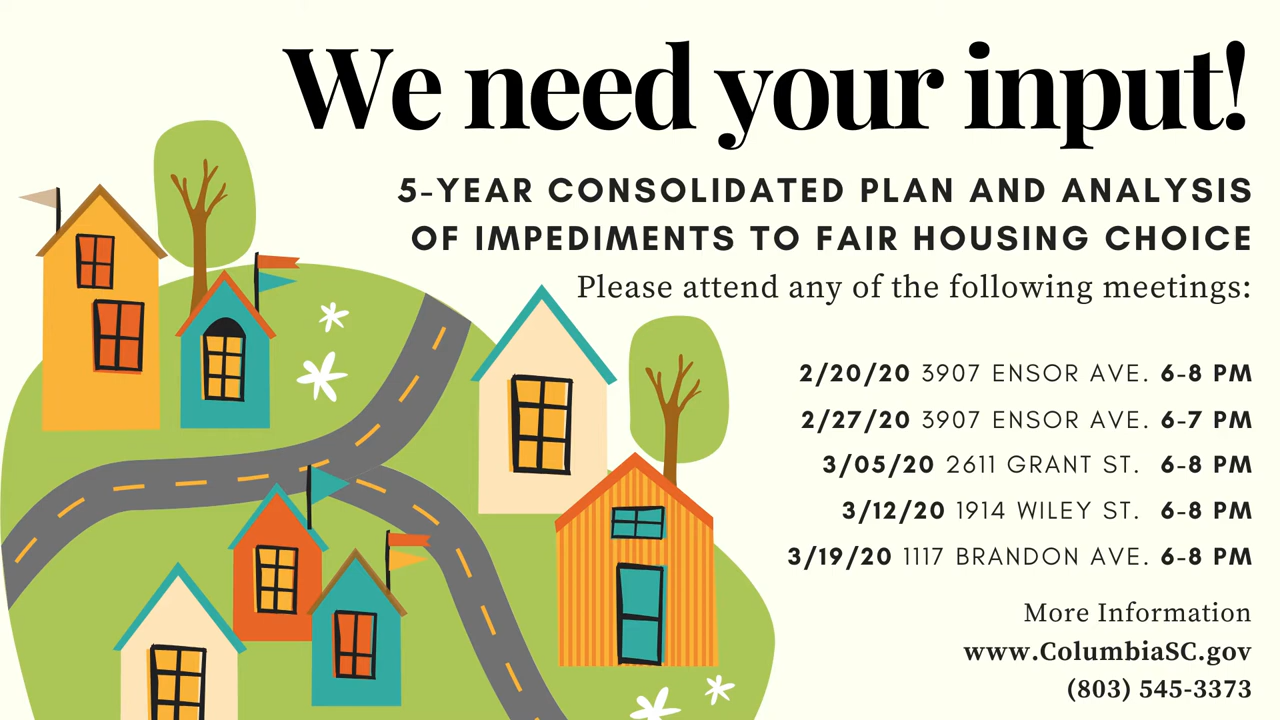 We need your input!
5-YEAR CONSOLIDATED PLAN AND ANALYSIS
OF IMPEDIMENTS TO FAIR HOUSING CHOICE
Please attend any of the following meetings:
2/20/20 3907 ENSOR AVE. 6-8 PM
2/27/20 3907 ENSOR AVE. 6-7 PM
3/05/20 2611 GRANT ST. 6-8 PM
3/12/20 1914 WILEY ST. 6-8 PM
3/19/20 1117 BRANDON AVE. 6-8 PM
More Information
www.ColumbiaSC.gov
(803) 545-3373